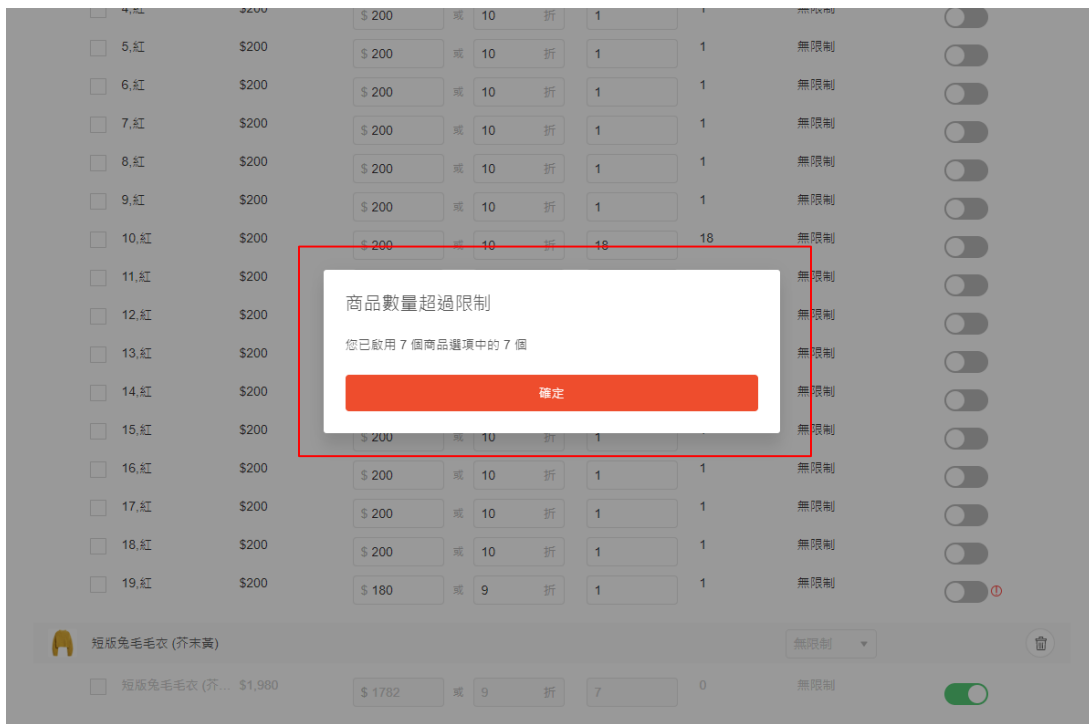 4,紅 $200 $ 200 或 10 折 1 1 無限制
5,紅 $200 $ 200 或 10 折 1 1 無限制
6,紅 $200 $ 200 或 10 折 1 1 無限制
7,紅 $200 $ 200 或 10 折 1 1 無限制
8,紅 $200 $ 200 或 10 折 1 1 無限制
9,紅 $200 $ 200 或 10 折 1 1 無限制
10,紅 $200 $ 200 或 10 折 18 18 無限制
11,紅 $200 無限制
12,紅 $200 無限制
13,紅 $200 無限制
14,紅 $200 無限制
商品數量超過限制
您已啟用 7 個商品選項中的 7 個
確定
15,紅 $200 $ 200 或 10 折 1 無限制
16,紅 $200 $ 200 或 10 折 1 1 無限制
17,紅 $200 $ 200 或 10 折 1 1 無限制
18,紅 $200 $ 200 或 10 折 1 1 無限制
19,紅 $200 $ 180 或 9 折 1 1 無限制
短版兔毛毛衣 (芥末黃) 無限制
短版兔毛毛衣 (芥... $1,980 $ 1782 或 9 折 7 0 無限制